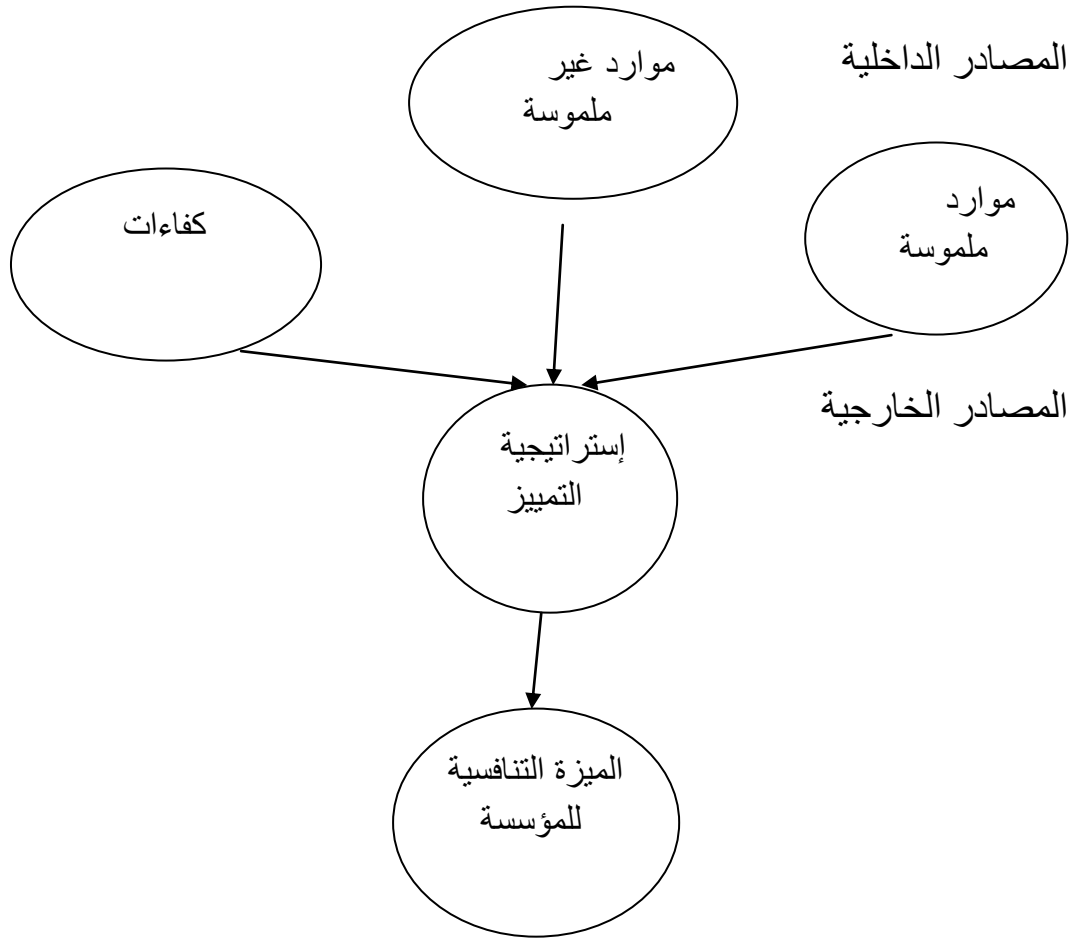 المصادر الداخلية
موارد غير
ملموسة
موارد
ملموسة
كفاءات
المصادر الخارجية
إستراتيجية
التمييز
الميزة التنافسية
للمؤسسة